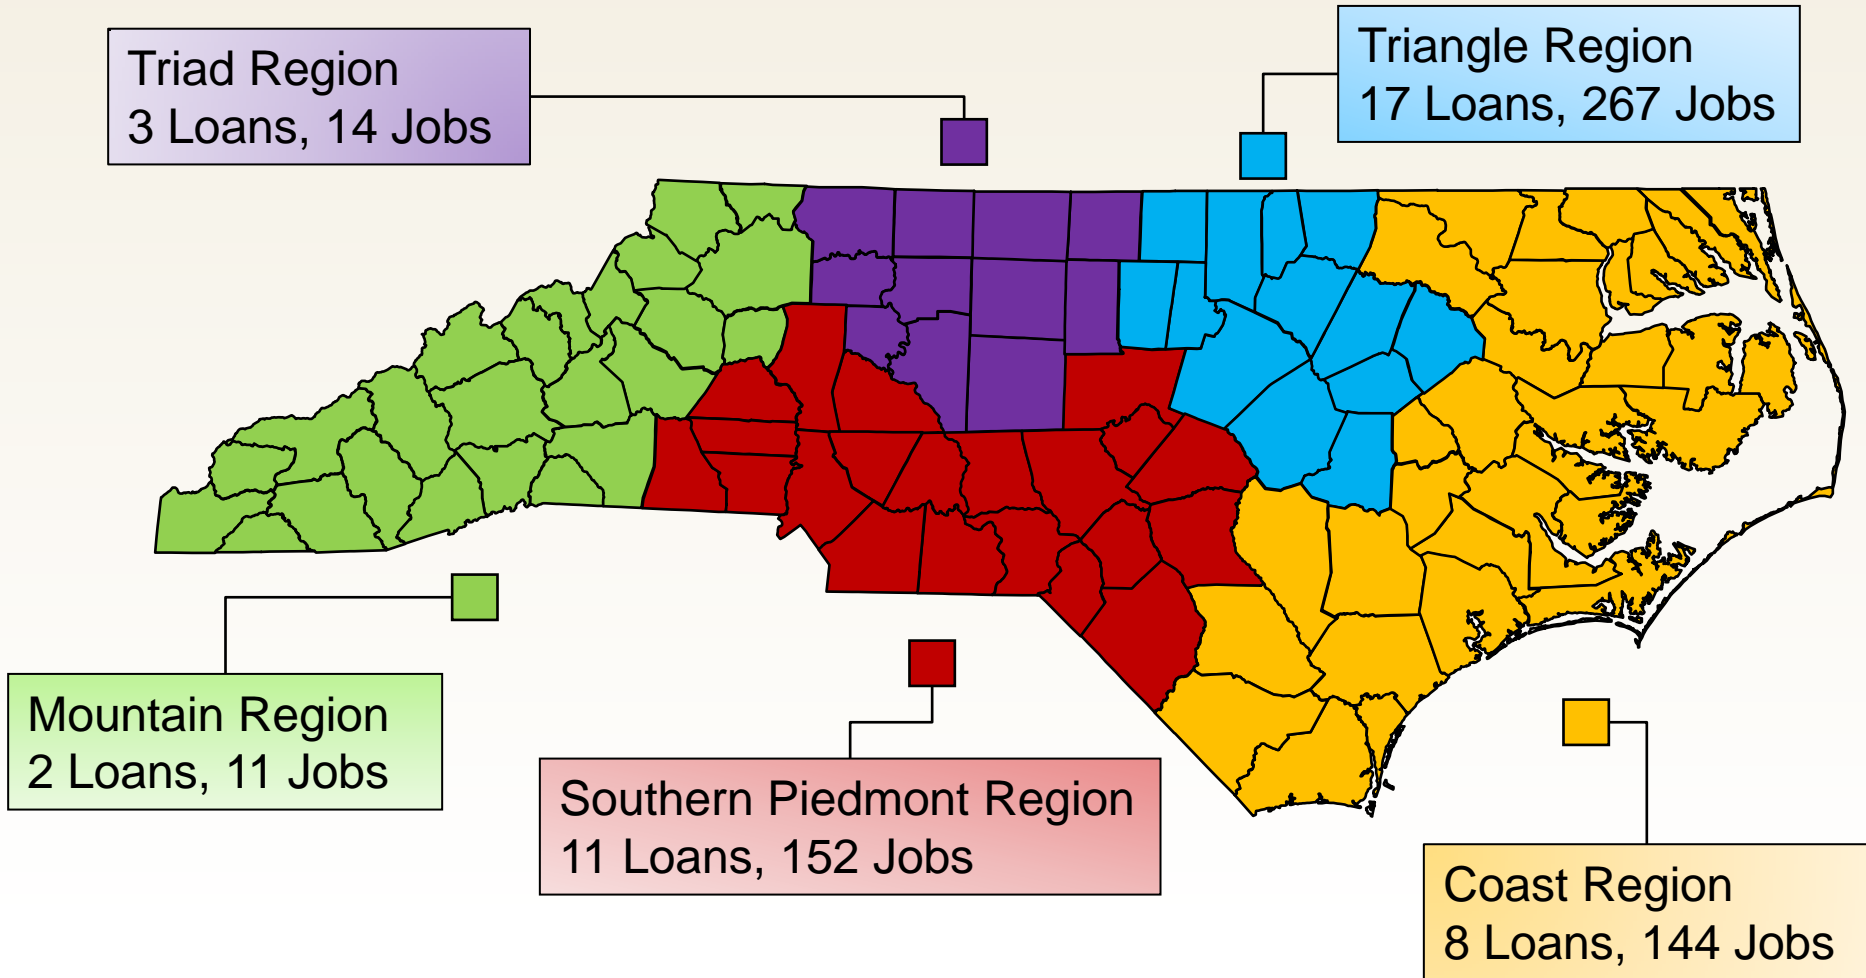 Triad Region
3 Loans, 14 Jobs
Triangle Region
17 Loans, 267 Jobs
Mountain Region
2 Loans, 11 Jobs
Southern Piedmont Region
11 Loans, 152 Jobs
Coast Region
8 Loans, 144 Jobs